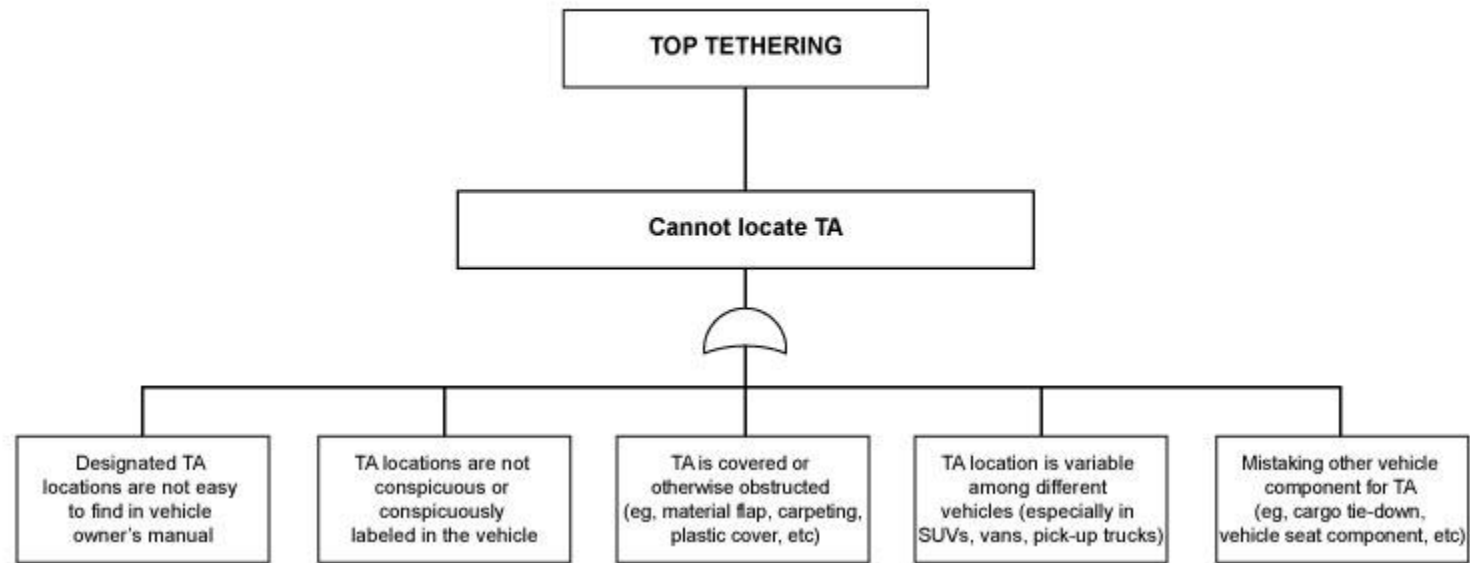 TOP TETHERING
Cannot locate TA
Designated TA
locations are not easy
to find in vehicle
owner's manual
TA locations are not
conspicuous or
conspicuously
labeled in the vehicle
TA is covered or
otherwise obstructed
(eg, material flap, carpeting,
plastic cover, etc)
TA location is variable
among different
vehicles (especially in
SUVs, vans, pick-up trucks)
Mistaking other vehicle
component for TA
(eg, cargo tie-down,
vehicle seat component, etc)